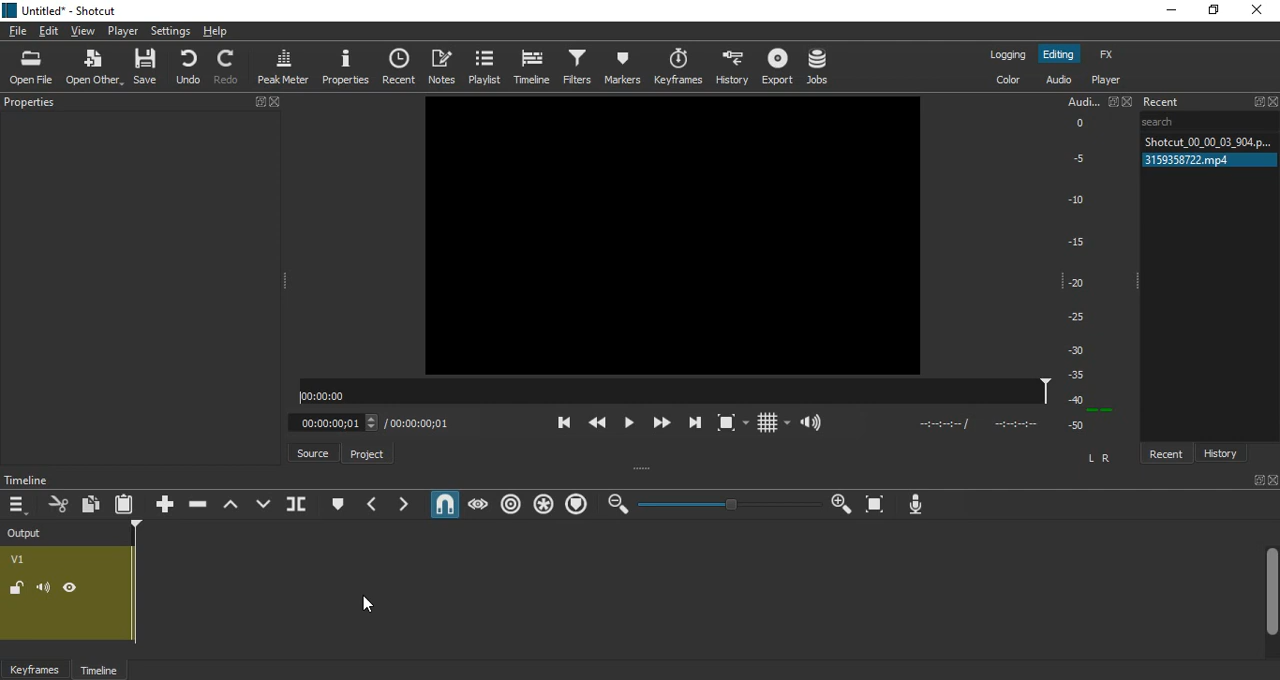 Untitled* - Shotcut
File Edit View Player Settings Help
Open File Open Other.. Save Undo Redo Peak Meter Properties Recent Notes Playlist Timeline Filters Markers Keyframes History Export Jobs
Logging Editing FX
Color Audio Player
Properties
Audi...
0
-5
-10
-15
-20
-25
-30
-35
-40
-50
L R
Recent
search
Shotcut_00_00_03_904.p...
3159358722.mp4
00:00:00
00:00:00;01 / 00:00:00;01
--:--:--:-- / --:--:--:--
Source Project
Recent History
Timeline
Output
V1
Keyframes Timeline